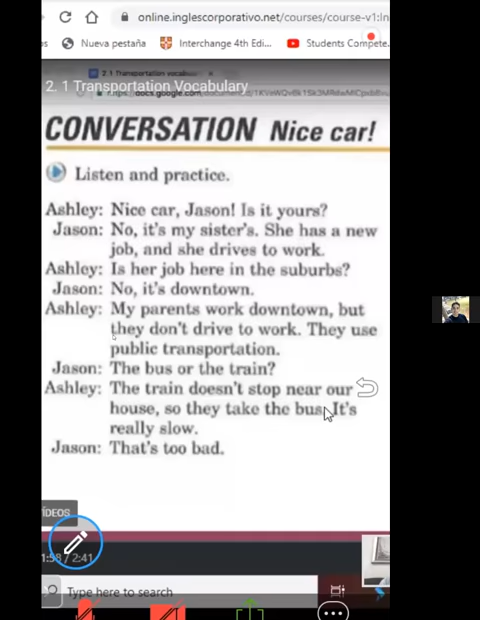 online.inglescorporativo.net/courses/course-v1:In
s Nueva pestaña Interchange 4th Edi... Students Compete.
2.1 Transportation vocabu
2. 1 Transportation Vocabulary
CONVERSATION Nice car!
Listen and practice.
Ashley: Nice car, Jason! Is it yours?
Jason: No, it's my sister's. She has a new
job, and she drives to work.
Ashley: Is her job here in the suburbs?
Jason: No, it's downtown.
Ashley: My parents work downtown, but
they don't drive to work. They use
public transportation.
Jason: The bus or the train?
Ashley: The train doesn't stop near our
house, so they take the bus. It's
really slow.
Jason: That's too bad.
ÍDEOS
1:58 / 2:41
Type here to search